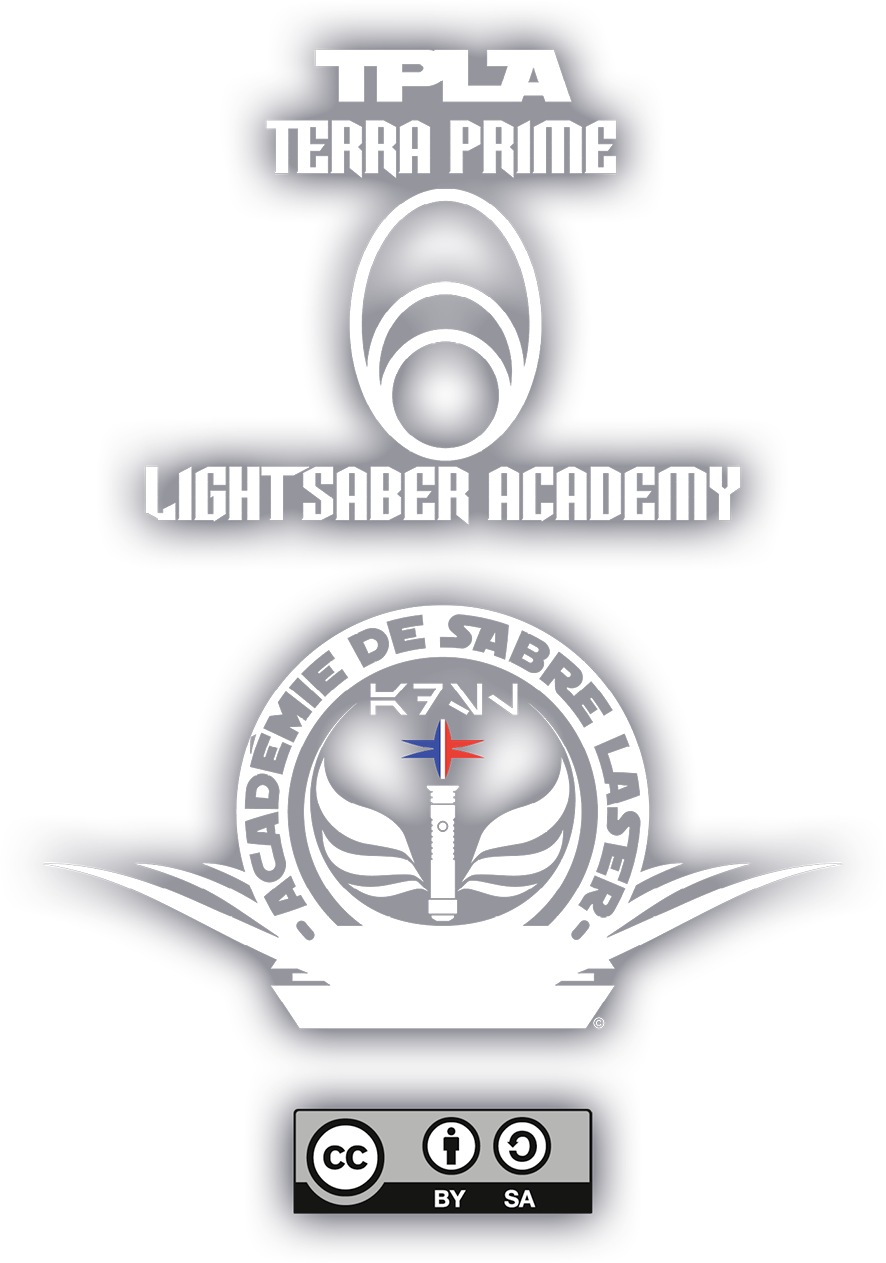 TPLA
TERRA PRIME
LIGHTSABER ACADEMY
- ACADÉMIE DE SABRE LASER -
©
CC
BY SA